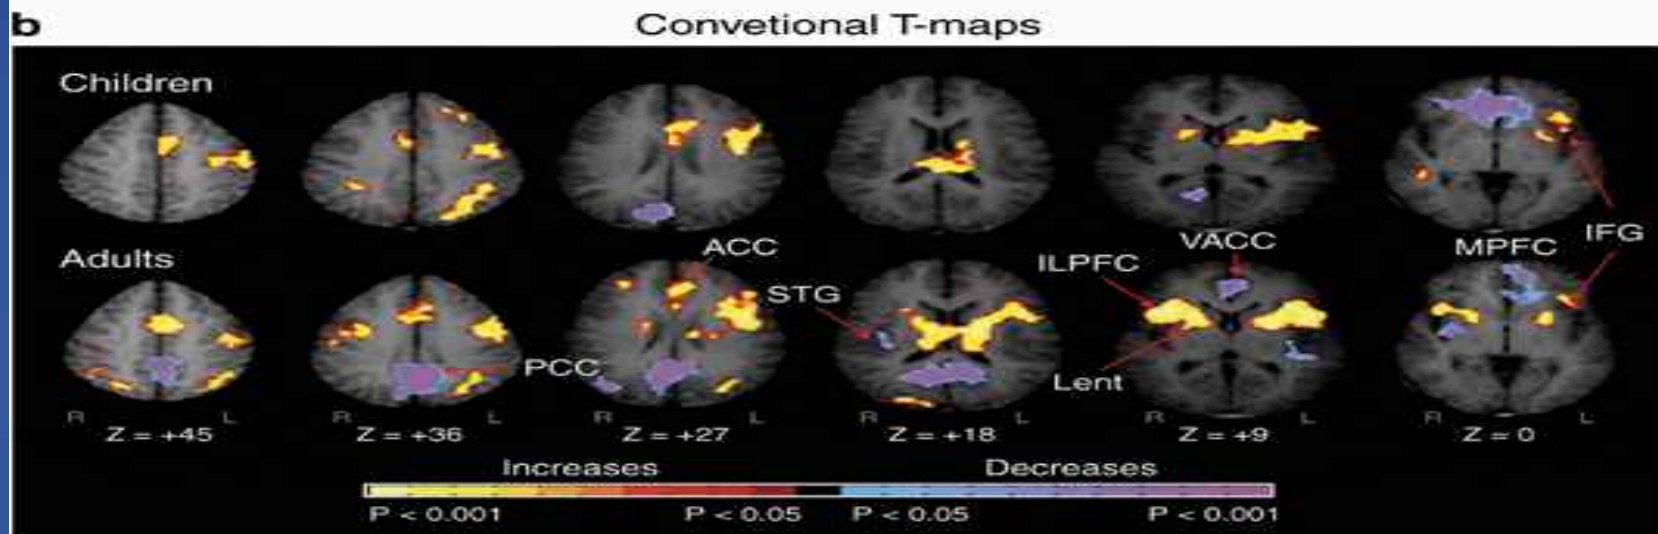 b
Convetional T-maps
Children
Adults
ACC
STG
ILPFC
VACC
MPFC
IFG
PCC
Lent
R L R L R L R L R L R L
Z = +45 Z = +36 Z = +27 Z = +18 Z = +9 Z = 0
Increases Decreases
P < 0.001 P < 0.05 P < 0.05 P < 0.001